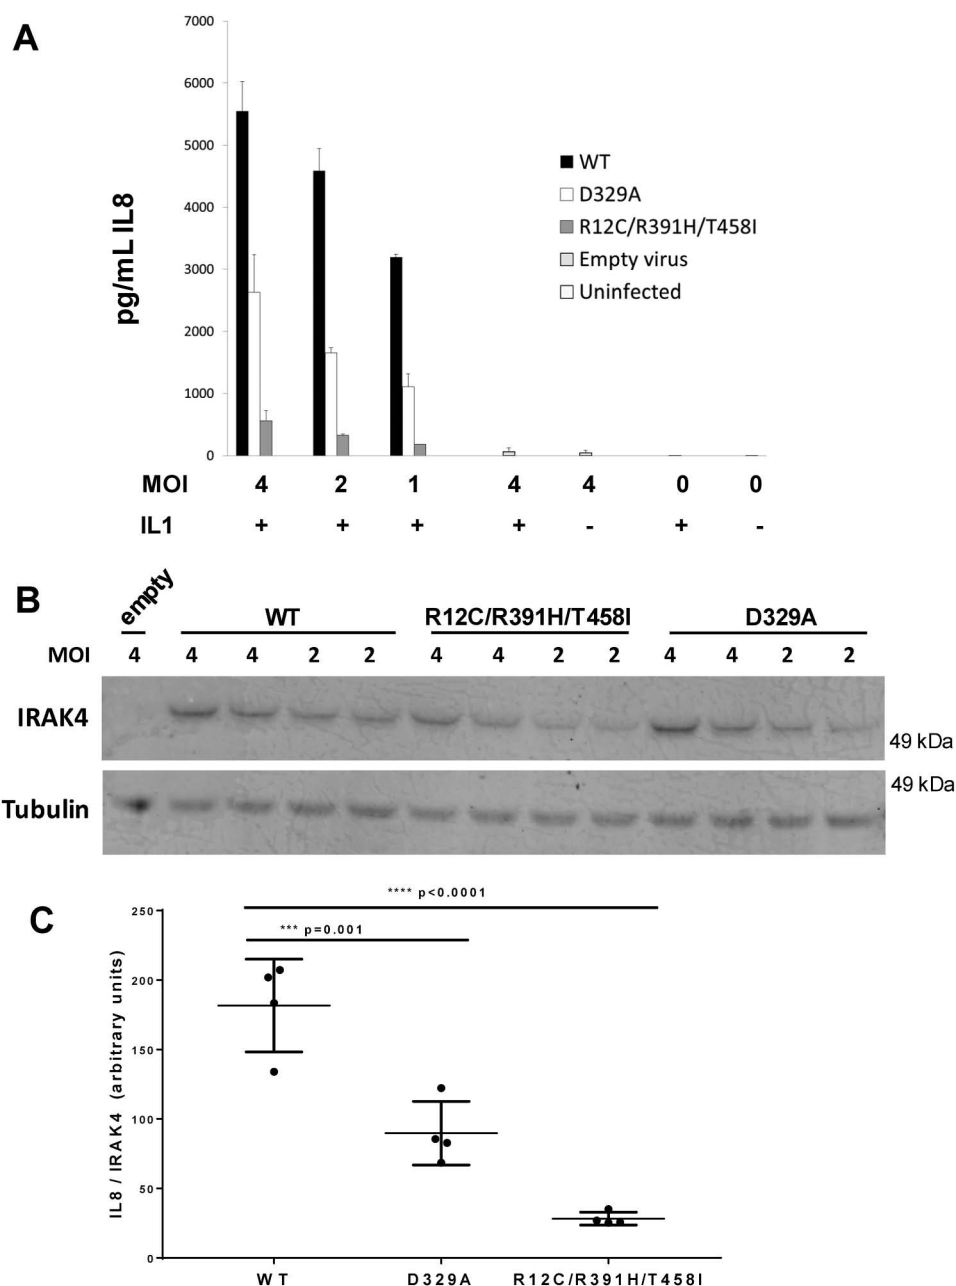 A
7000
6000
5000
4000
3000
2000
1000
0
pg/mL IL8
WT
D329A
R12C/R391H/T458I
Empty virus
Uninfected
MOI 4 2 1 4 4 0 0
IL1 + + + + - + -
B
empty WT R12C/R391H/T458I D329A
MOI 4 4 4 2 2 4 4 2 2 4 4 2 2
IRAK4
49 kDa
49 kDa
Tubulin
C
**** p<0.0001
*** p=0.001
250
200
150
100
50
0
IL8 / IRAK4 (arbitrary units)
WT D329A R12C/R391H/T458I